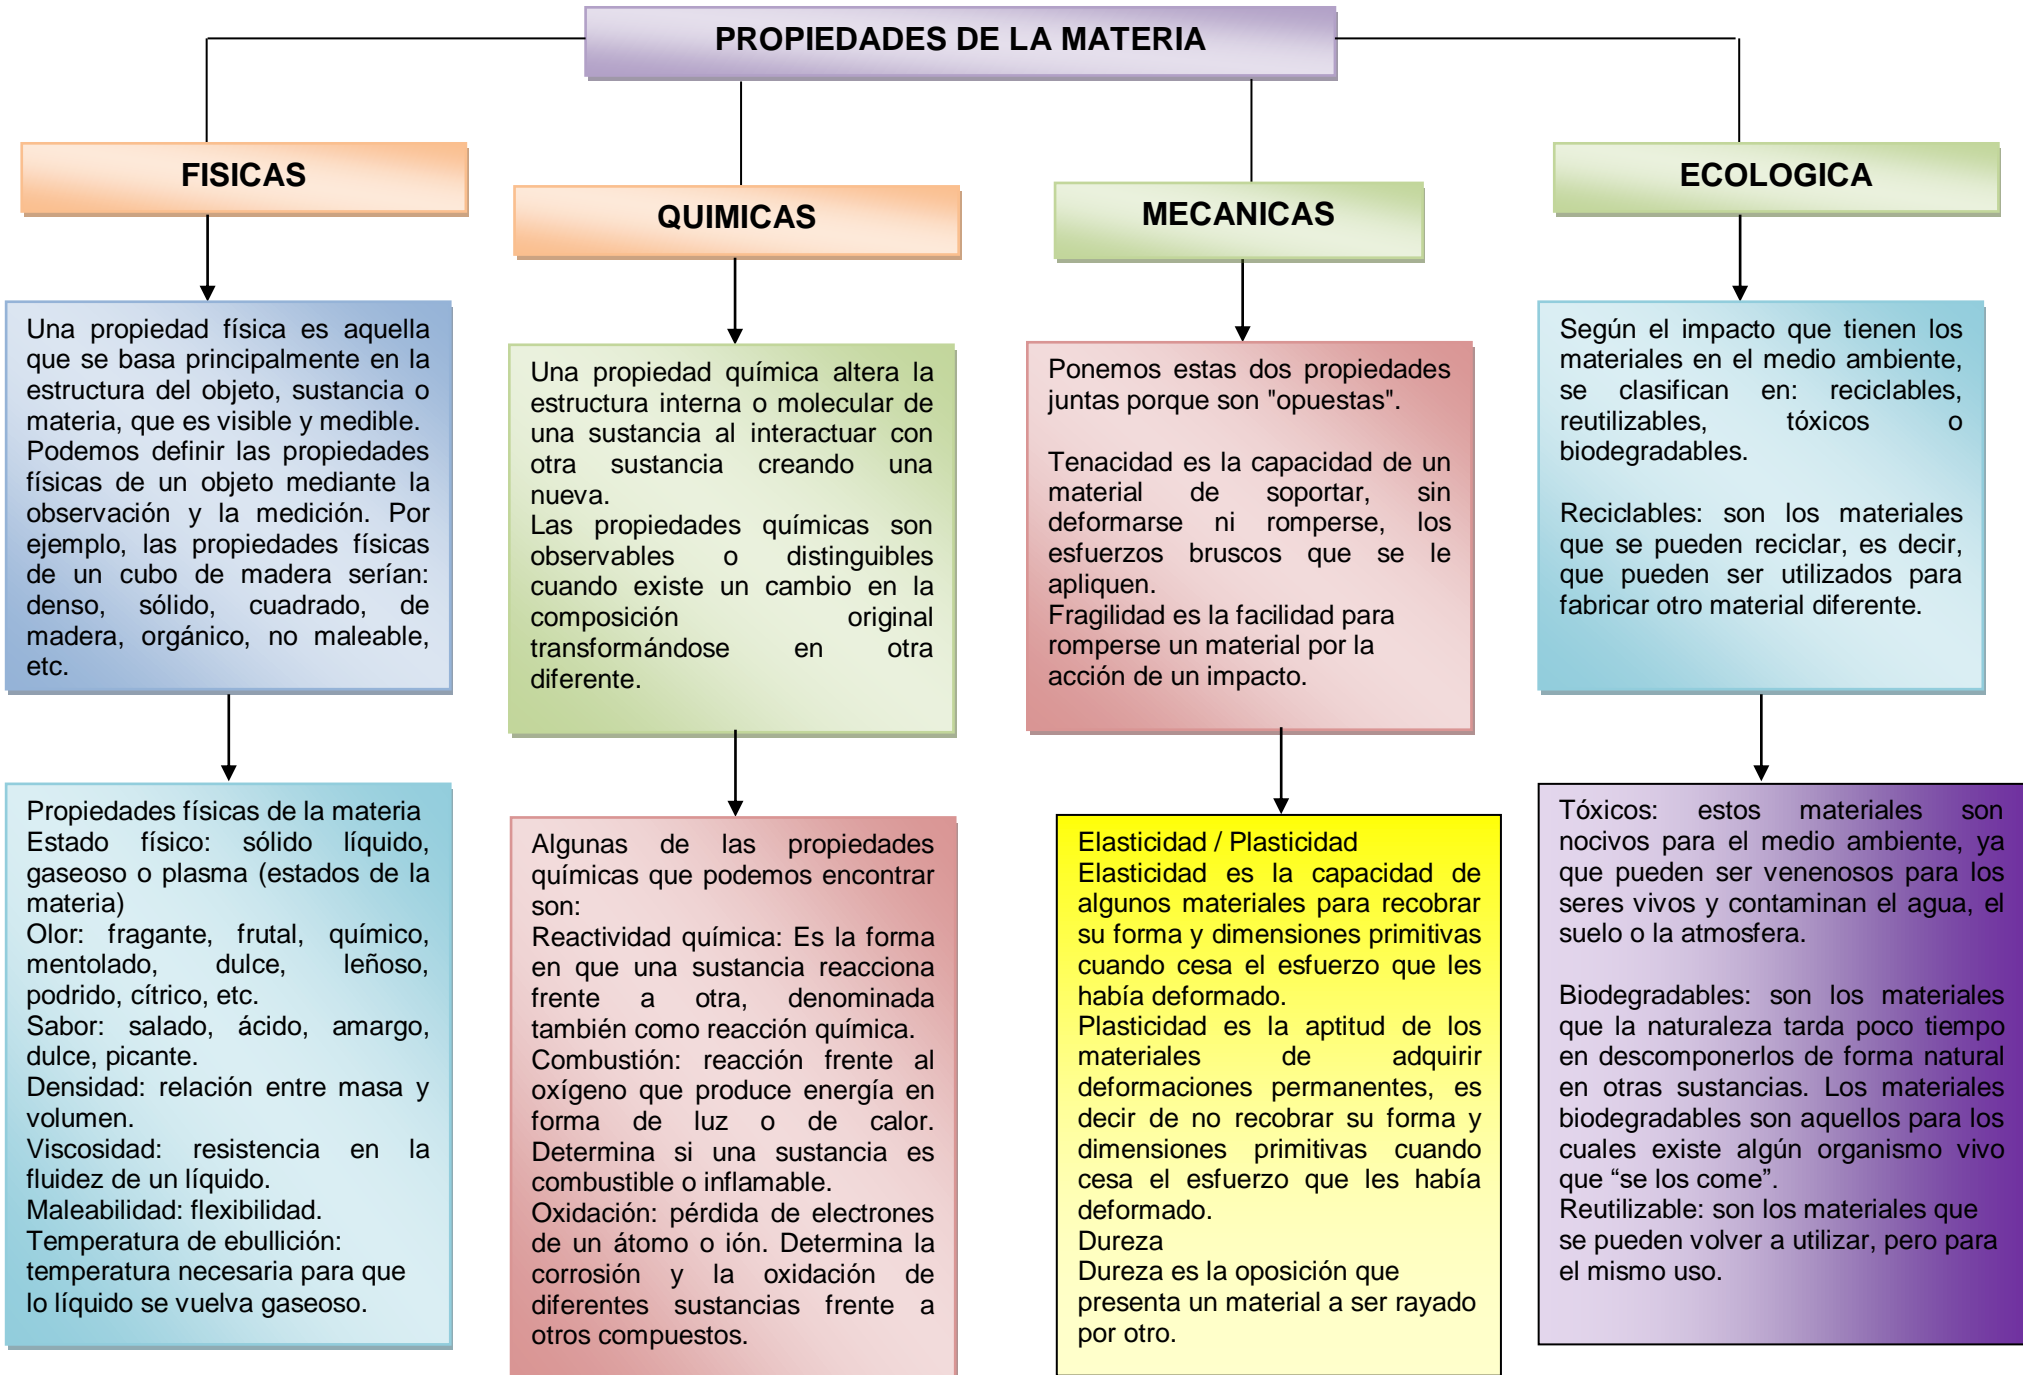 PROPIEDADES DE LA MATERIA
FISICAS
Una propiedad física es aquella
que se basa principalmente en la
estructura del objeto, sustancia o
materia, que es visible y medible.
Podemos definir las propiedades
físicas de un objeto mediante la
observación y la medición. Por
ejemplo, las propiedades físicas
de un cubo de madera serían:
denso, sólido, cuadrado, de
madera, orgánico, no maleable,
etc.
Propiedades físicas de la materia
Estado físico: sólido líquido,
gaseoso o plasma (estados de la
materia)
Olor: fragante, frutal, químico,
mentolado, dulce, leñoso,
podrido, cítrico, etc.
Sabor: salado, ácido, amargo,
dulce, picante.
Densidad: relación entre masa y
volumen.
Viscosidad: resistencia en la
fluidez de un líquido.
Maleabilidad: flexibilidad.
Temperatura de ebullición:
temperatura necesaria para que
lo líquido se vuelva gaseoso.
QUIMICAS
Una propiedad química altera la
estructura interna o molecular de
una sustancia al interactuar con
otra sustancia creando una
nueva.
Las propiedades químicas son
observables o distinguibles
cuando existe un cambio en la
composición original
transformándose en otra
diferente.
Algunas de las propiedades
químicas que podemos encontrar
son:
Reactividad química: Es la forma
en que una sustancia reacciona
frente a otra, denominada
también como reacción química.
Combustión: reacción frente al
oxígeno que produce energía en
forma de luz o de calor.
Determina si una sustancia es
combustible o inflamable.
Oxidación: pérdida de electrones
de un átomo o ión. Determina la
corrosión y la oxidación de
diferentes sustancias frente a
otros compuestos.
MECANICAS
Ponemos estas dos propiedades
juntas porque son "opuestas".
Tenacidad es la capacidad de un
material de soportar, sin
deformarse ni romperse, los
esfuerzos bruscos que se le
apliquen.
Fragilidad es la facilidad para
romperse un material por la
acción de un impacto.
Elasticidad / Plasticidad
Elasticidad es la capacidad de
algunos materiales para recobrar
su forma y dimensiones primitivas
cuando cesa el esfuerzo que les
había deformado.
Plasticidad es la aptitud de los
materiales de adquirir
deformaciones permanentes, es
decir de no recobrar su forma y
dimensiones primitivas cuando
cesa el esfuerzo que les había
deformado.
Dureza
Dureza es la oposición que
presenta un material a ser rayado
por otro.
ECOLOGICA
Según el impacto que tienen los
materiales en el medio ambiente,
se clasifican en: reciclables,
reutilizables, tóxicos o
biodegradables.
Reciclables: son los materiales
que se pueden reciclar, es decir,
que pueden ser utilizados para
fabricar otro material diferente.
Tóxicos: estos materiales son
nocivos para el medio ambiente, ya
que pueden ser venenosos para los
seres vivos y contaminan el agua, el
suelo o la atmosfera.
Biodegradables: son los materiales
que la naturaleza tarda poco tiempo
en descomponerlos de forma natural
en otras sustancias. Los materiales
biodegradables son aquellos para los
cuales existe algún organismo vivo
que “se los come”.
Reutilizable: son los materiales que
se pueden volver a utilizar, pero para
el mismo uso.